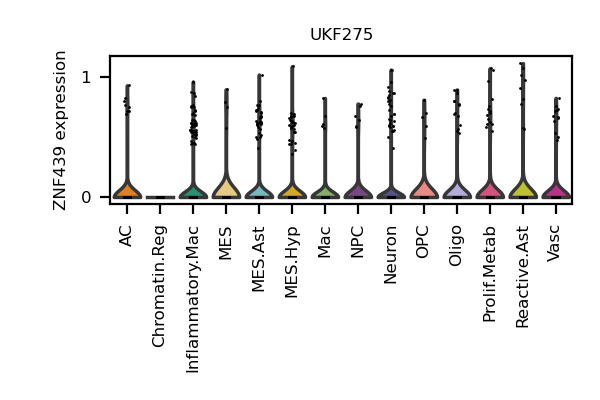 UKF275
ZNF439 expression
1
0
AC
Chromatin.Reg
Inflammatory.Mac
MES
MES.Ast
MES.Hyp
Mac
NPC
Neuron
OPC
Oligo
Prolif.Metab
Reactive.Ast
Vasc